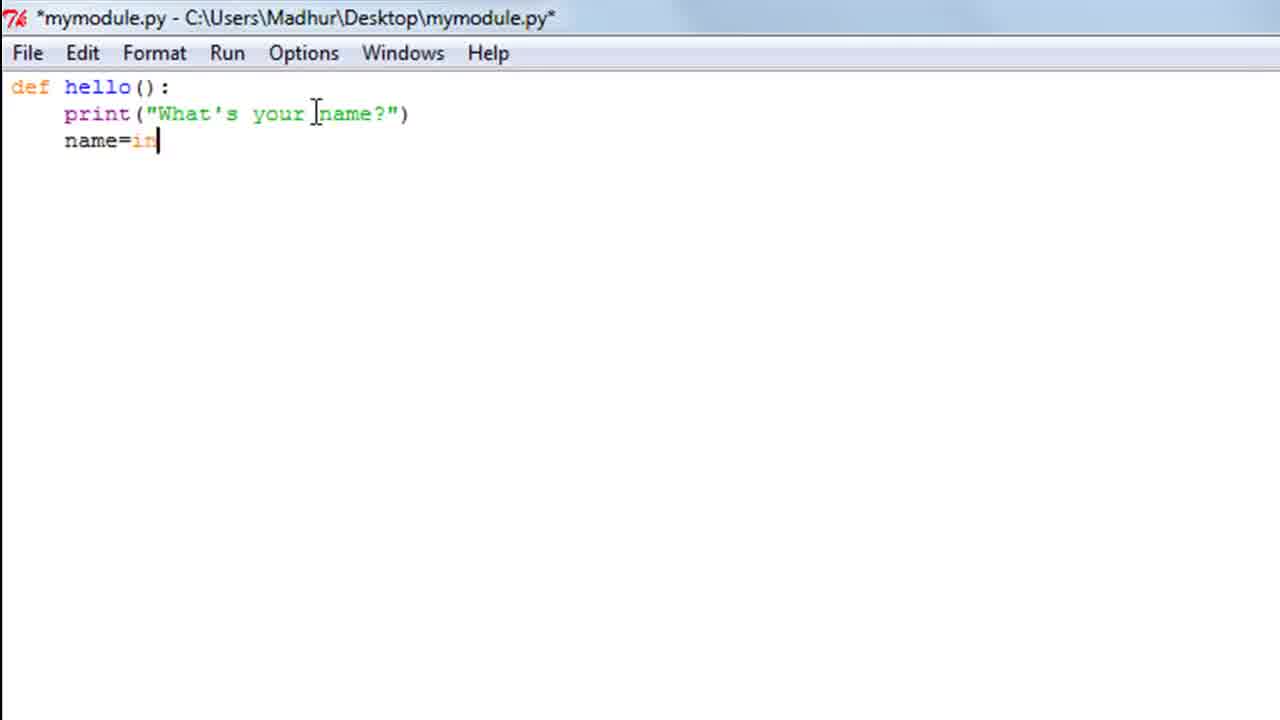 *mymodule.py - C:\Users\Madhur\Desktop\mymodule.py*
File Edit Format Run Options Windows Help
def hello():
    print("What's your name?")
    name=in